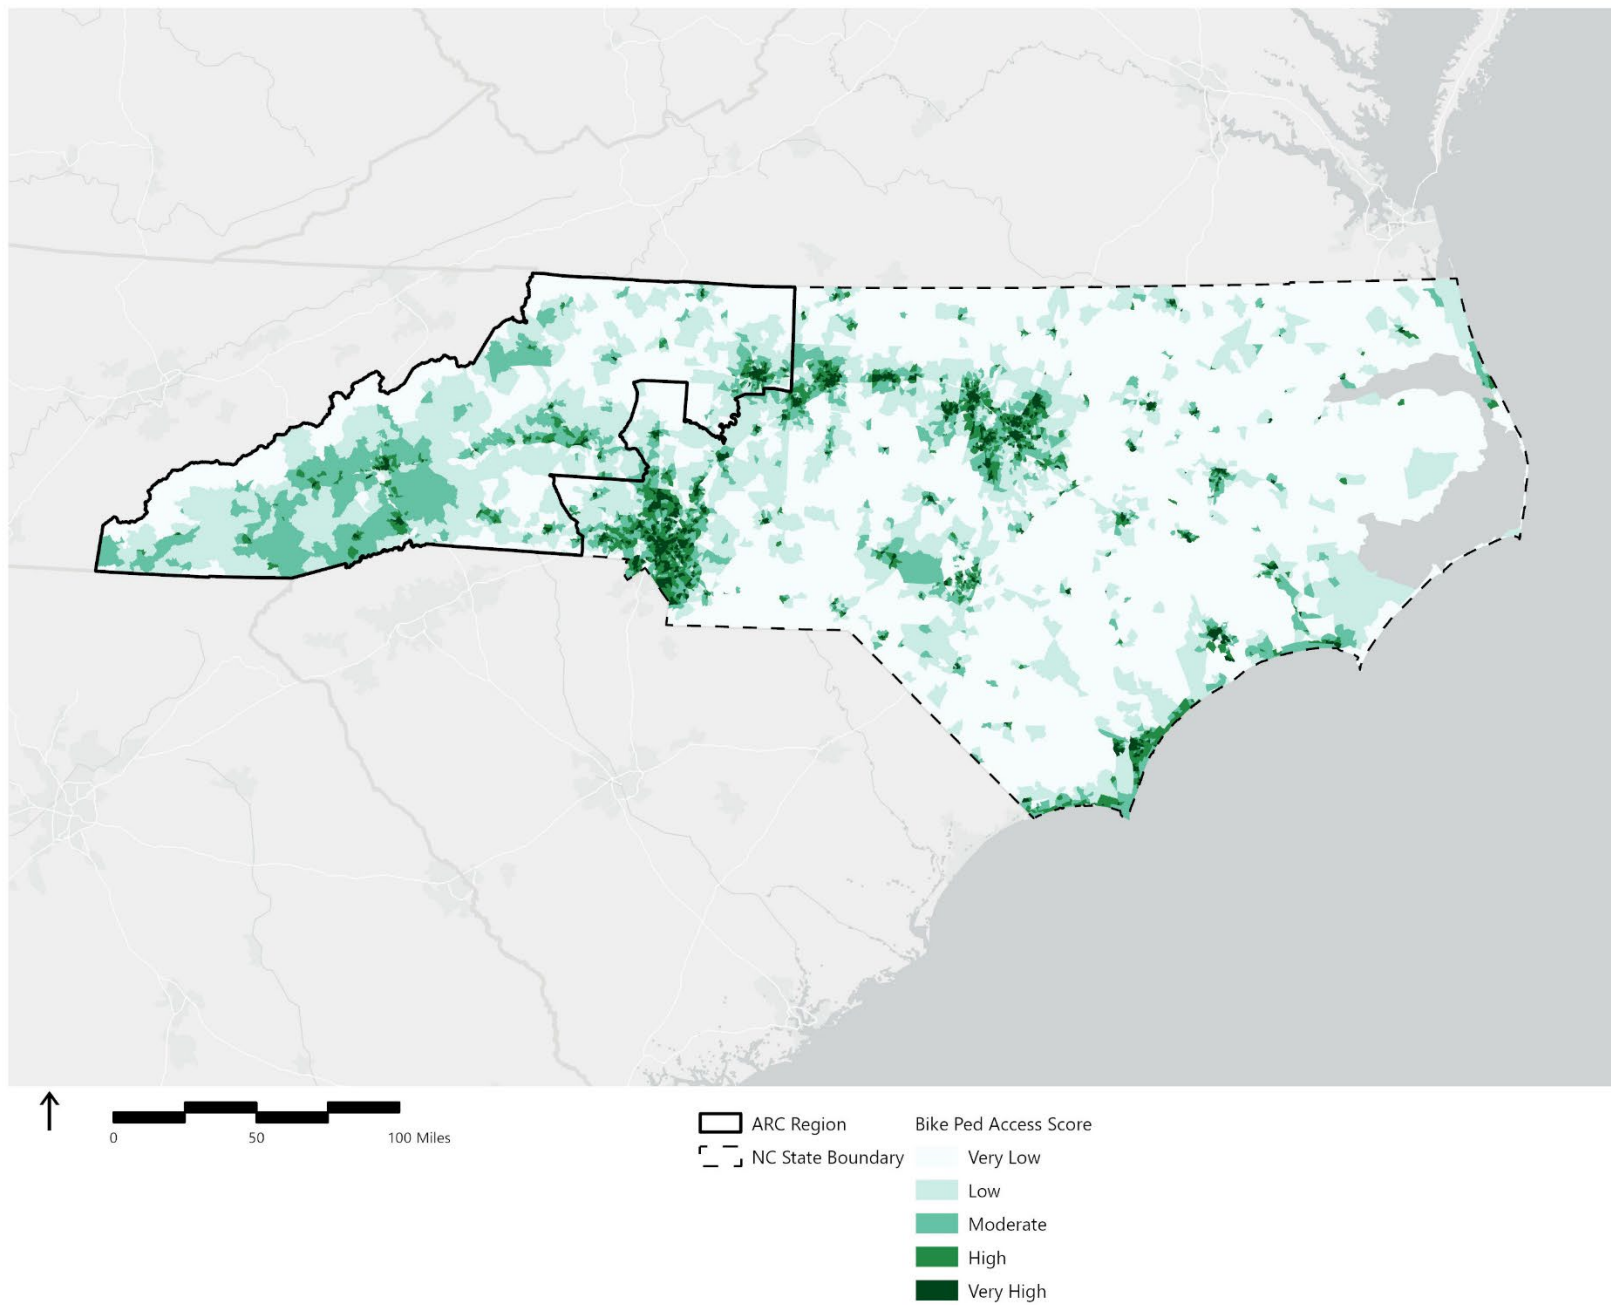 0 50 100 Miles
ARC Region
NC State Boundary
Bike Ped Access Score
Very Low
Low
Moderate
High
Very High